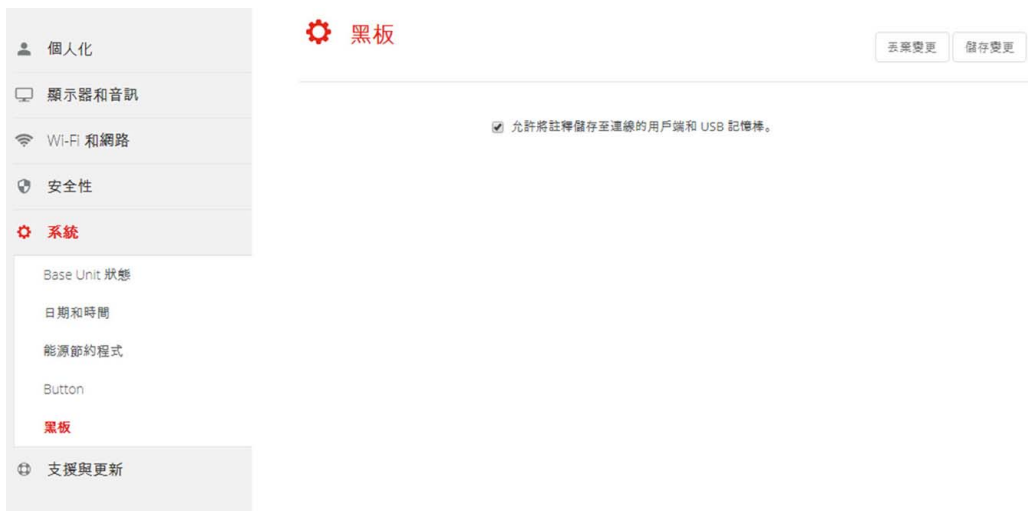 個人化
顯示器和音訊
Wi-Fi 和網路
安全性
系統
Base Unit 狀態
日期和時間
能源節約程式
Button
黑板
支援與更新
黑板
丟棄變更
儲存變更
允許將註釋儲存至連線的用戶端和 USB 記憶棒。